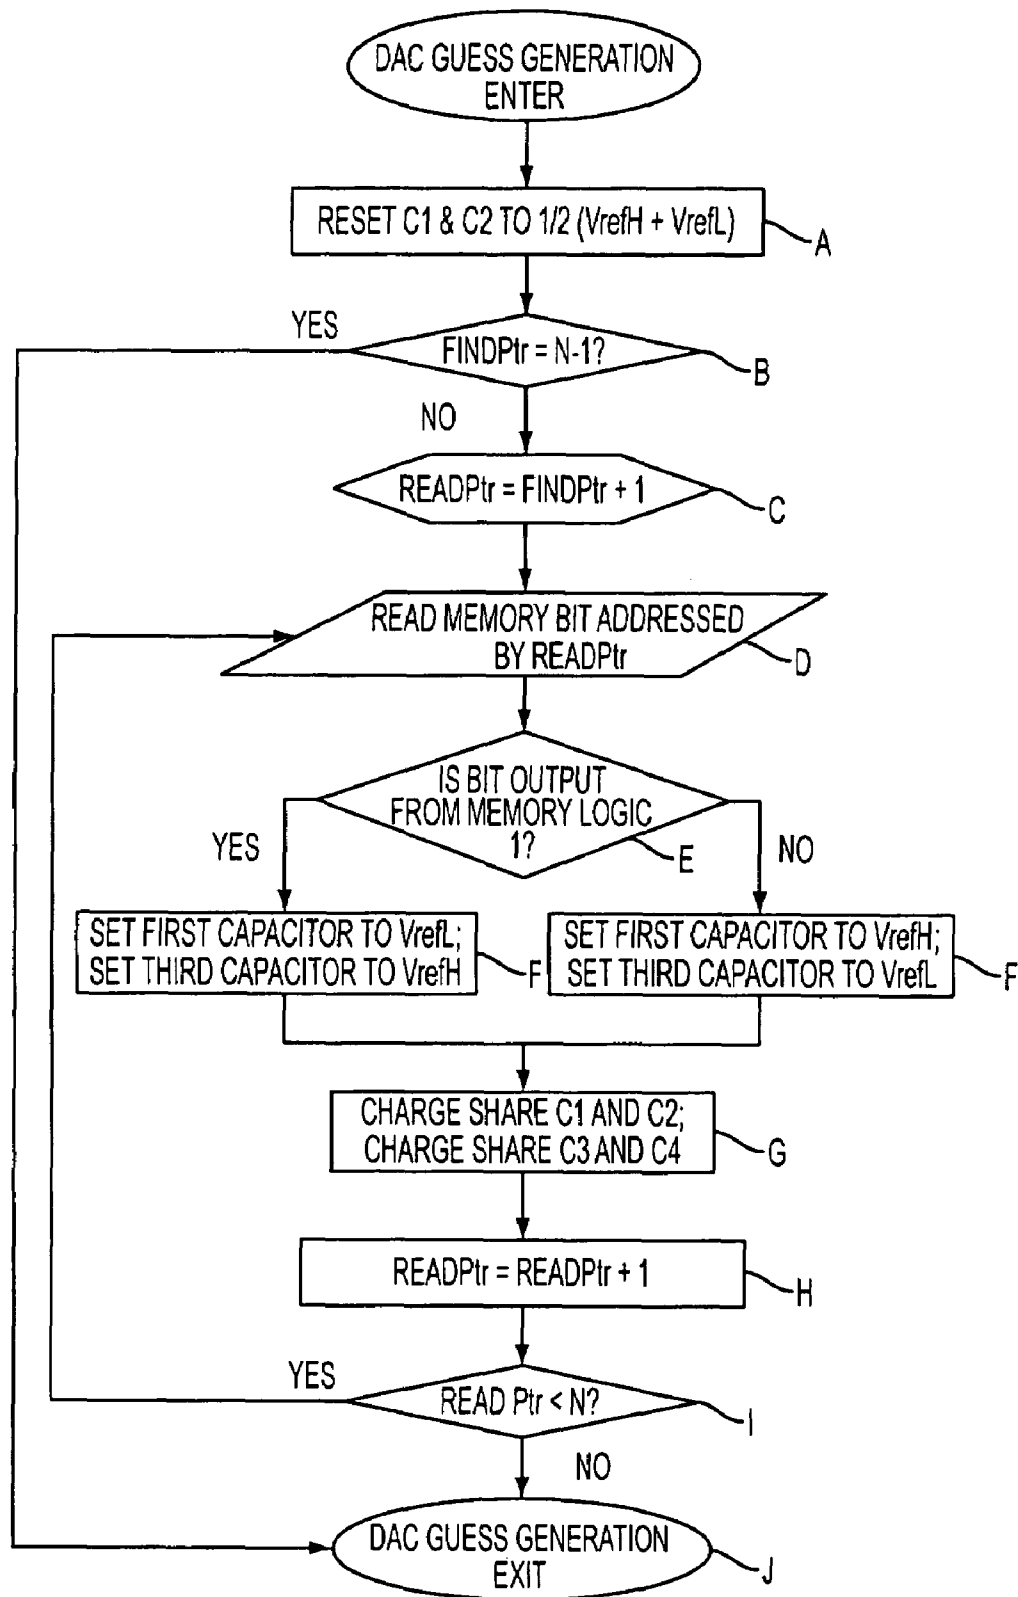 DAC GUESS GENERATION
ENTER
RESET C1 & C2 TO 1/2 (VrefH + VrefL)
A
YES
FINDPtr = N-1?
B
NO
READPtr = FINDPtr + 1
C
READ MEMORY BIT ADDRESSED
BY READPtr
D
IS BIT OUTPUT
FROM MEMORY LOGIC
1?
E
YES
NO
SET FIRST CAPACITOR TO VrefL;
SET THIRD CAPACITOR TO VrefH
F
SET FIRST CAPACITOR TO VrefH;
SET THIRD CAPACITOR TO VrefL
F
CHARGE SHARE C1 AND C2;
CHARGE SHARE C3 AND C4
G
READPtr = READPtr + 1
H
YES
READ Ptr < N?
I
NO
DAC GUESS GENERATION
EXIT
J